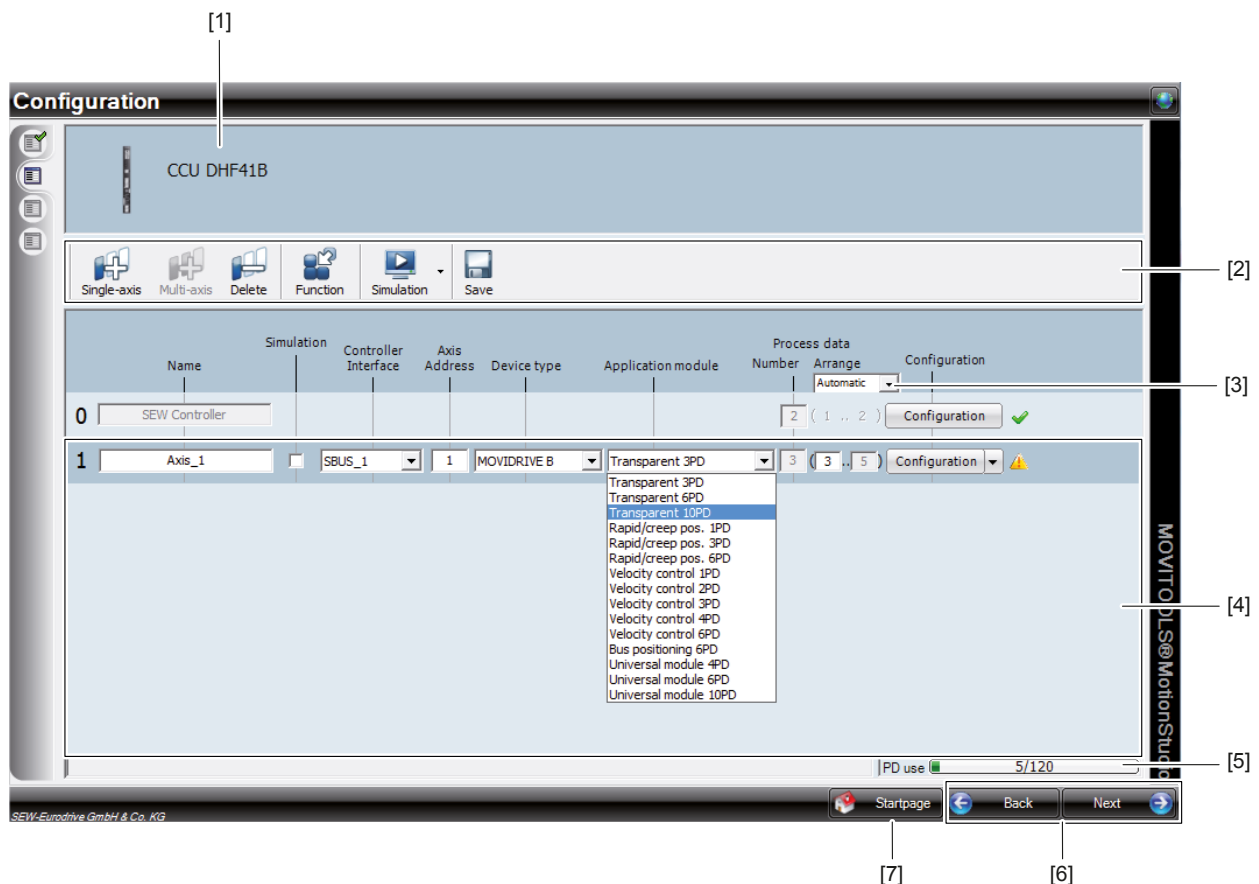 [1]
Configuration
CCU DHF41B
[2]
Single-axis Multi-axis Delete Function Simulation Save
Name Simulation Controller Interface Axis Address Device type Application module Process data Number Arrange Configuration
Automatic
[3]
0 SEW Controller 2 ( 1 .. 2 ) Configuration
1 Axis_1 SBUS_1 1 MOVIDRIVE B Transparent 3PD 3 ( 3 .. 5 ) Configuration
Transparent 3PD
Transparent 6PD
Transparent 10PD
Rapid/creep pos. 1PD
Rapid/creep pos. 3PD
Rapid/creep pos. 6PD
Velocity control 1PD
Velocity control 2PD
Velocity control 3PD
Velocity control 4PD
Velocity control 6PD
Bus positioning 6PD
Universal module 4PD
Universal module 6PD
Universal module 10PD
[4]
MOVITOOLS®MotionStudio
PD use 5/120
[5]
Startpage Back Next
SEW-Eurodrive GmbH & Co. KG
[7] [6]